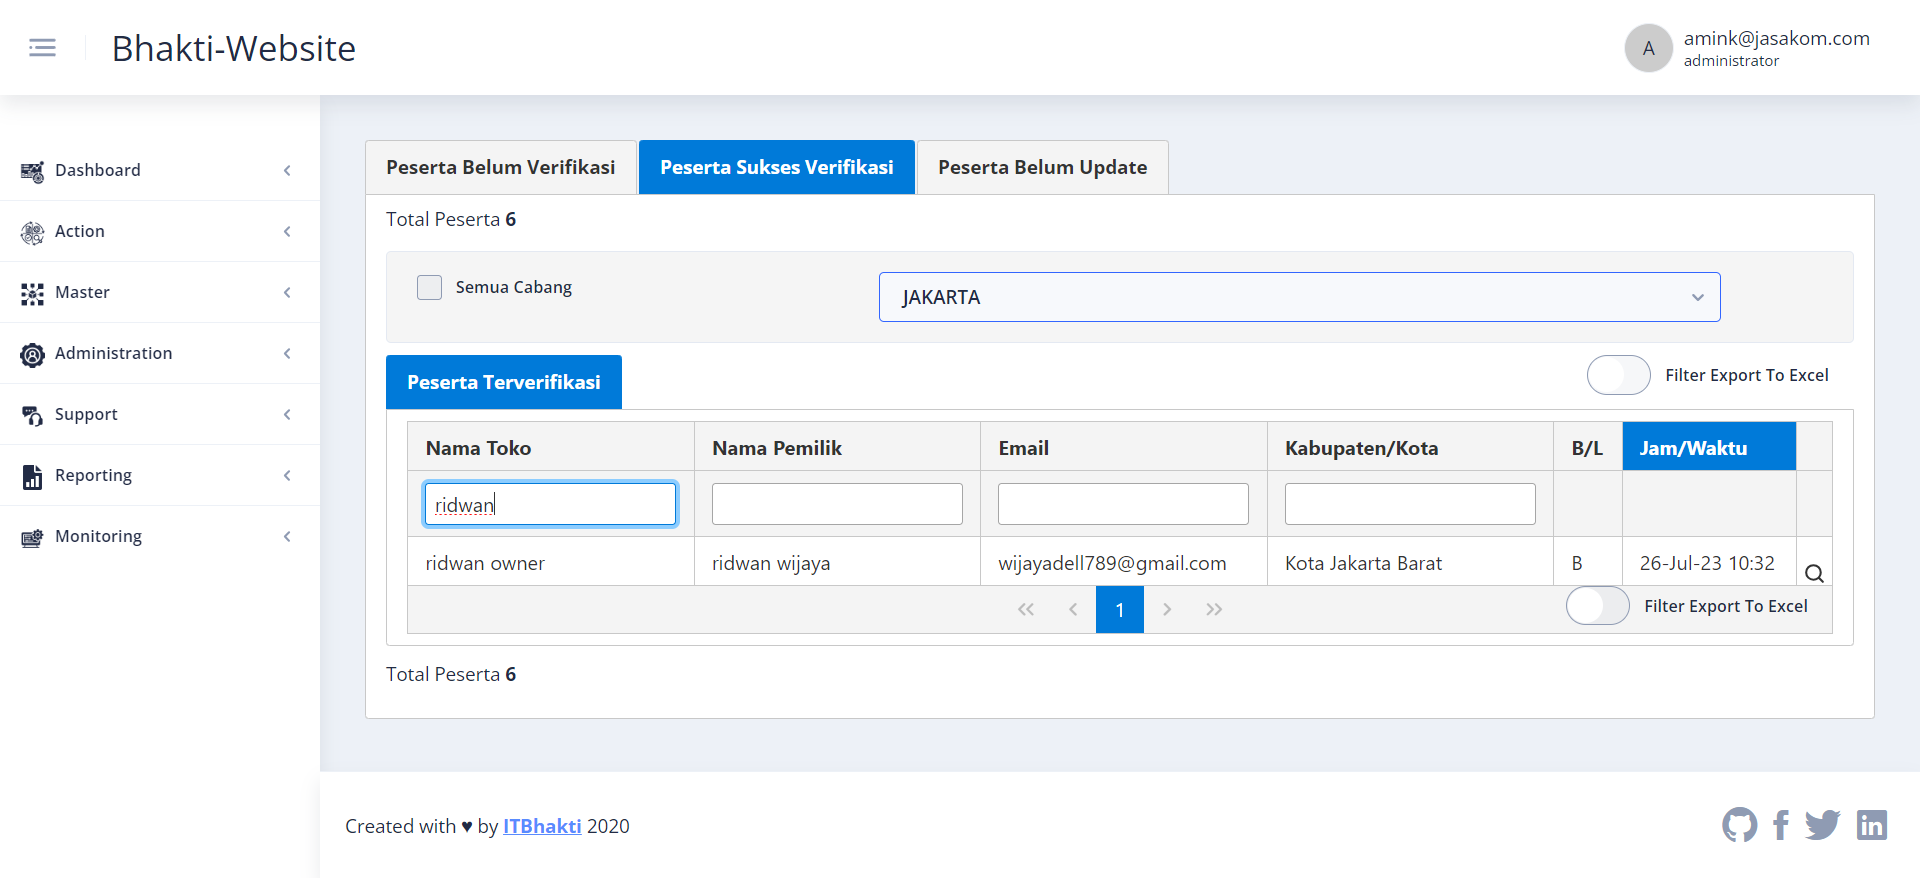 Bhakti-Website
A
amink@jasakom.com
administrator
Dashboard
Action
Master
Administration
Support
Reporting
Monitoring
Peserta Belum Verifikasi
Peserta Sukses Verifikasi
Peserta Belum Update
Total Peserta 6
Semua Cabang
JAKARTA
Peserta Terverifikasi
Filter Export To Excel
Nama Toko Nama Pemilik Email Kabupaten/Kota B/L Jam/Waktu
ridwan
ridwan owner ridwan wijaya wijayadell789@gmail.com Kota Jakarta Barat B 26-Jul-23 10:32
1
Filter Export To Excel
Total Peserta 6
Created with ♥ by ITBhakti 2020